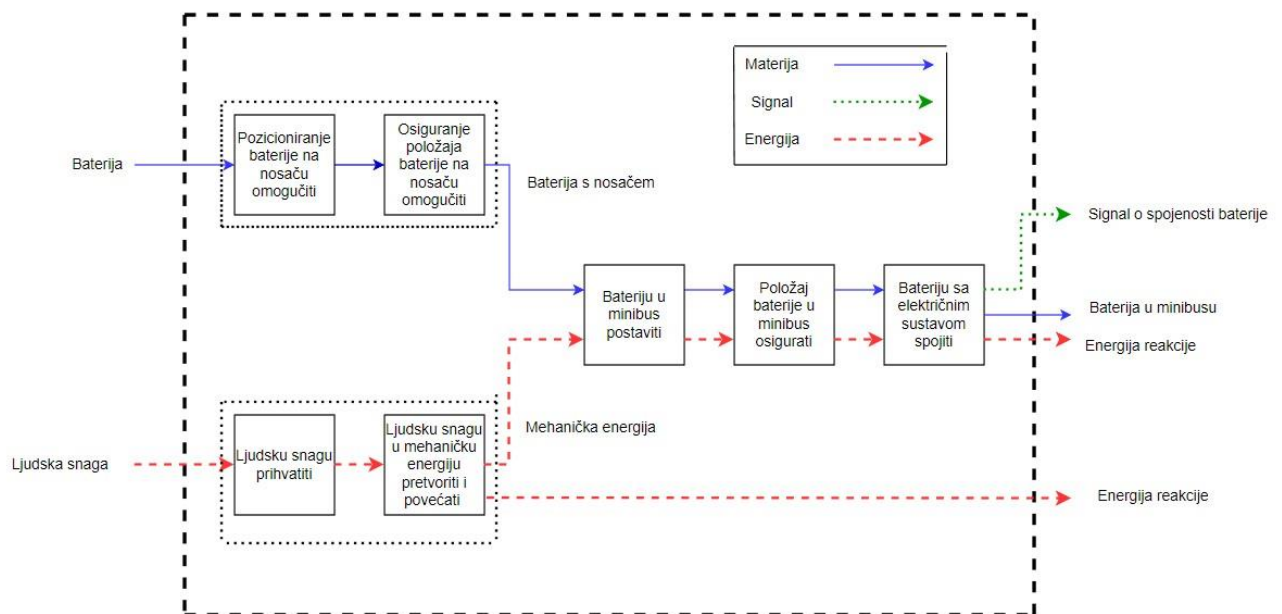 Materija
Signal
Energija
Baterija
Pozicioniranje
baterije na
nosaču
omogučiti
Osiguranje
položaja
baterije na
nosaču
omogučiti
Baterija s nosačem
Signal o spojenosti baterije
Bateriju u
minibus
postaviti
Položaj
baterije u
minibus
osigurati
Bateriju sa
električnim
sustavom
spojiti
Baterija u minibusu
Energija reakcije
Ljudska snaga
Ljudsku snagu
prihvatiti
Ljudsku snagu
u mehaničku
energiju
pretvoriti i
povećati
Mehanička energija
Energija reakcije